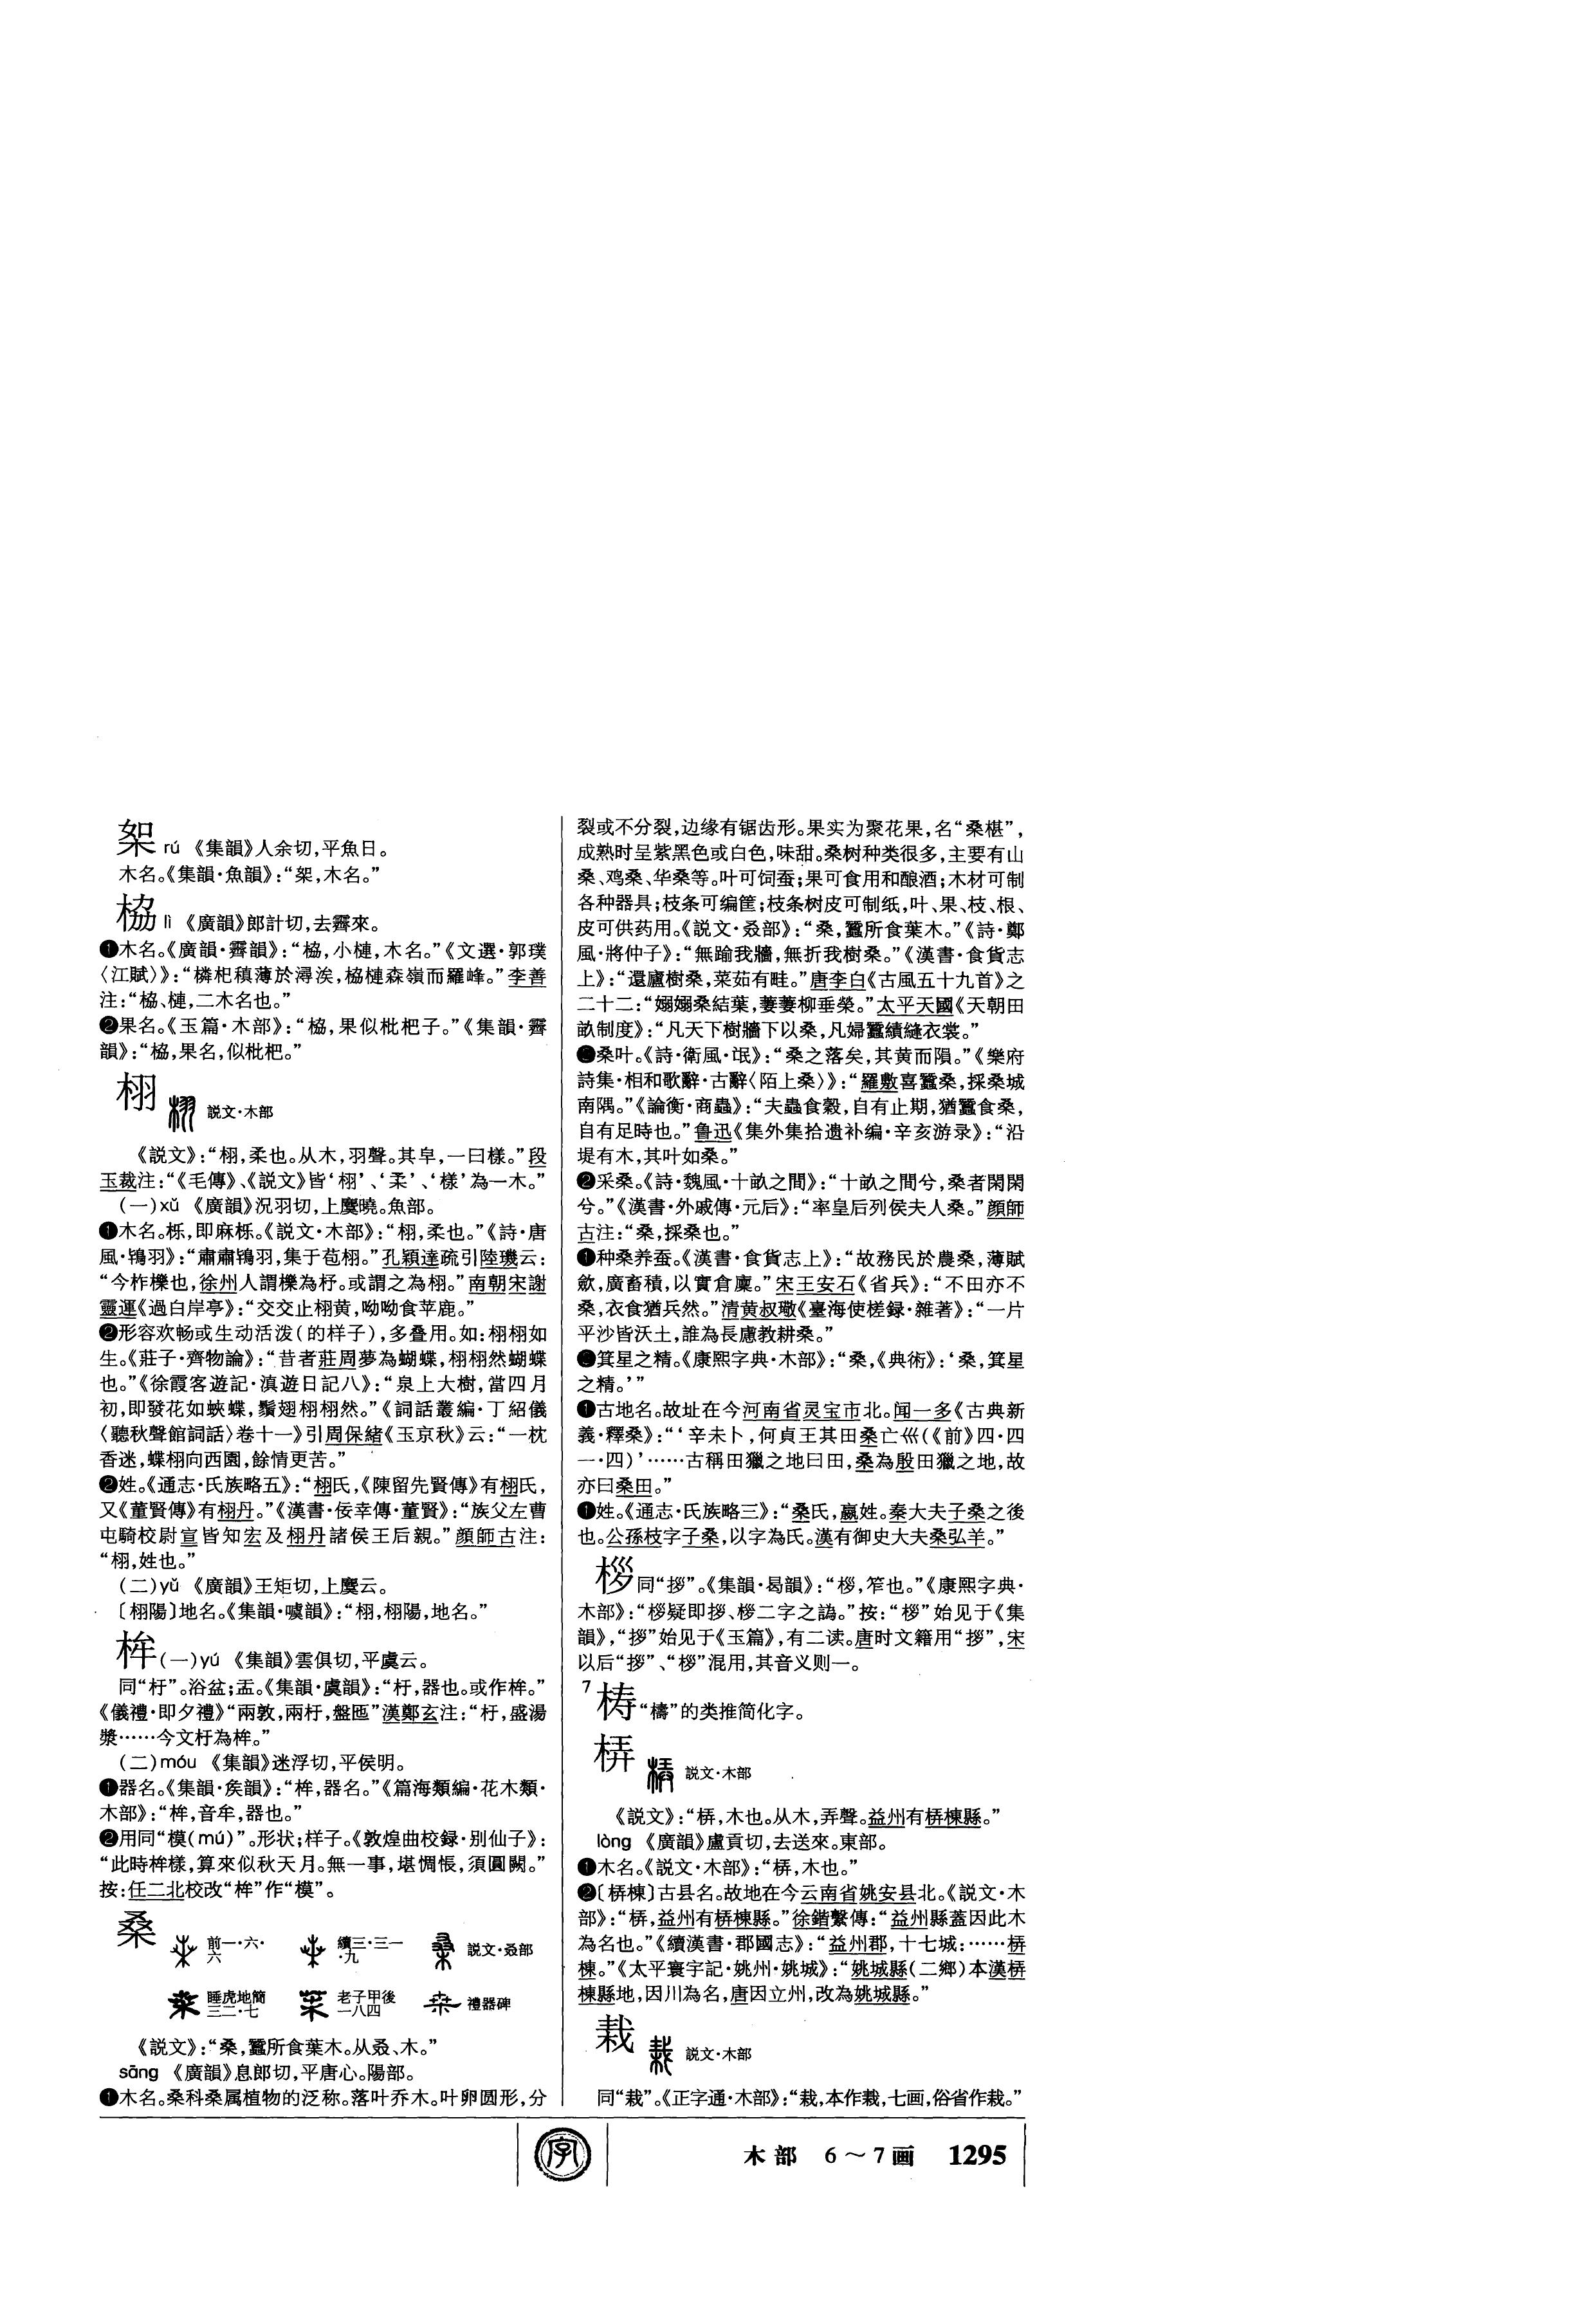 桇 rú 《集韻》人余切，平魚日。
木名。《集韻·魚韻》：“桇，木名。”
栛 lì 《廣韻》郎計切，去霽來。
❶木名。《廣韻·霽韻》：“栛，小槤，木名。”《文選·郭璞
〈江賦〉》：“橉杞稹薄於潯涘，栛槤森嶺而羅峰。”李善
注：“栛、槤，二木名也。”
❷果名。《玉篇·木部》：“栛，果似枇杷子。”《集韻·霽
韻》：“栛，果名，似枇杷。”
栩 説文·木部
《説文》：“栩，柔也。从木，羽聲。其皁，一曰樣。”段
玉裁注：“《毛傳》、《説文》皆‘栩’、‘柔’、‘樣’為一木。”
（一）xǔ 《廣韻》況羽切，上麌曉。魚部。
❶木名。栎，即麻栎。《説文·木部》：“栩，柔也。”《詩·唐
風·鴇羽》：“肅肅鴇羽，集于苞栩。”孔穎達疏引陸璣云：
“今柞櫟也，徐州人謂櫟為杼。或謂之為栩。”南朝宋謝
靈運《過白岸亭》：“交交止栩黄，呦呦食苹鹿。”
❷形容欢畅或生动活泼（的样子），多叠用。如：栩栩如
生。《莊子·齊物論》：“昔者莊周夢為蝴蝶，栩栩然蝴蝶
也。”《徐霞客遊記·滇遊日記八》：“泉上大樹，當四月
初，即發花如蛺蝶，鬚翅栩栩然。”《詞話叢編·丁紹儀
〈聽秋聲館詞話〉卷十一》引周保緒《玉京秋》云：“一枕
香迷，蝶栩向西園，餘情更苦。”
❷姓。《通志·氏族略五》：“栩氏，《陳留先賢傳》有栩氏，
又《董賢傳》有栩丹。”《漢書·佞幸傳·董賢》：“族父左曹
屯騎校尉宣皆知宏及栩丹諸侯王后親。”顔師古注：
“栩，姓也。”
（二）yǔ 《廣韻》王矩切，上麌云。
〔栩陽〕地名。《集韻·噳韻》：“栩，栩陽，地名。”
桙（一）yú 《集韻》雲俱切，平虞云。
同“杅”。浴盆；盂。《集韻·虞韻》：“杅，器也。或作桙。”
《儀禮·即夕禮》“兩敦，兩杅，盤匜”漢鄭玄注：“杅，盛湯
漿……今文杅為桙。”
（二）móu 《集韻》迷浮切，平侯明。
❶器名。《集韻·矦韻》：“桙，器名。”《篇海類編·花木類·
木部》：“桙，音牟，器也。”
❷用同“模（mú）”。形状；样子。《敦煌曲校録·别仙子》：
“此時桙樣，算來似秋天月。無一事，堪惆悵，須圓闕。”
按：任二北校改“桙”作“模”。
桑 前一·六·六 續三·三一·九 説文·叒部
睡虎地簡三二·七 老子甲後一八四 禮器碑
《説文》：“桑，蠶所食葉木。从叒、木。”
sāng 《廣韻》息郎切，平唐心。陽部。
❶木名。桑科桑属植物的泛称。落叶乔木。叶卵圆形，分
裂或不分裂，边缘有锯齿形。果实为聚花果，名“桑椹”，
成熟时呈紫黑色或白色，味甜。桑树种类很多，主要有山
桑、鸡桑、华桑等。叶可饲蚕；果可食用和酿酒；木材可制
各种器具；枝条可编筐；枝条树皮可制纸，叶、果、枝、根、
皮可供药用。《説文·叒部》：“桑，蠶所食葉木。”《詩·鄭
風·將仲子》：“無踰我牆，無折我樹桑。”《漢書·食貨志
上》：“還廬樹桑，菜茹有畦。”唐李白《古風五十九首》之
二十二：“嫋嫋桑結葉，萋萋柳垂榮。”太平天國《天朝田
畝制度》：“凡天下樹牆下以桑，凡婦蠶績縫衣裳。”
❷桑叶。《詩·衛風·氓》：“桑之落矣，其黄而隕。”《樂府
詩集·相和歌辭·古辭〈陌上桑〉》：“羅敷喜蠶桑，採桑城
南隅。”《論衡·商蟲》：“夫蟲食穀，自有止期，猶蠶食桑，
自有足時也。”鲁迅《集外集拾遗补编·辛亥游录》：“沿
堤有木，其叶如桑。”
❷采桑。《詩·魏風·十畝之間》：“十畝之間兮，桑者閑閑
兮。”《漢書·外戚傳·元后》：“率皇后列侯夫人桑。”顔師
古注：“桑，採桑也。”
❶种桑养蚕。《漢書·食貨志上》：“故務民於農桑，薄賦
斂，廣畜積，以實倉廩。”宋王安石《省兵》：“不田亦不
桑，衣食猶兵然。”清黄叔璥《臺海使槎録·雜著》：“一片
平沙皆沃土，誰為長慮教耕桑。”
箕星之精。《康熙字典·木部》：“桑，《典術》：‘桑，箕星
之精。’”
❶古地名。故址在今河南省灵宝市北。闻一多《古典新
義·釋桑》：“‘辛未卜，何貞王其田桑亡巛（《前》四·四
一·四）’……古稱田獵之地曰田，桑為殷田獵之地，故
亦曰桑田。”
❶姓。《通志·氏族略三》：“桑氏，嬴姓。秦大夫子桑之後
也。公孫枝字子桑，以字為氏。漢有御史大夫桑弘羊。”
桚同“拶”。《集韻·曷韻》：“桚，笮也。”《康熙字典·
木部》：“桚疑即拶、桚二字之譌。”按：“桚”始见于《集
韻》，“拶”始见于《玉篇》，有二读。唐时文籍用“拶”，宋
以后“拶”、“桚”混用，其音义则一。
7
梼“檮”的类推简化字。
梇 説文·木部
《説文》：“梇，木也。从木，弄聲。益州有梇棟縣。”
lòng 《廣韻》盧貢切，去送來。東部。
❶木名。《説文·木部》：“梇，木也。”
❷〔梇棟〕古县名。故地在今云南省姚安县北。《説文·木
部》：“梇，益州有梇棟縣。”徐鍇繫傳：“益州縣蓋因此木
為名也。”《續漢書·郡國志》：“益州郡，十七城：……梇
棟。”《太平寰宇記·姚州·姚城》：“姚城縣（二鄉）本漢梇
棟縣地，因川為名，唐因立州，改為姚城縣。”
説文·木部
同“栽”。《正字通·木部》：“栽，本作栽，七画，俗省作栽。”
字
木部 6～7画 1295